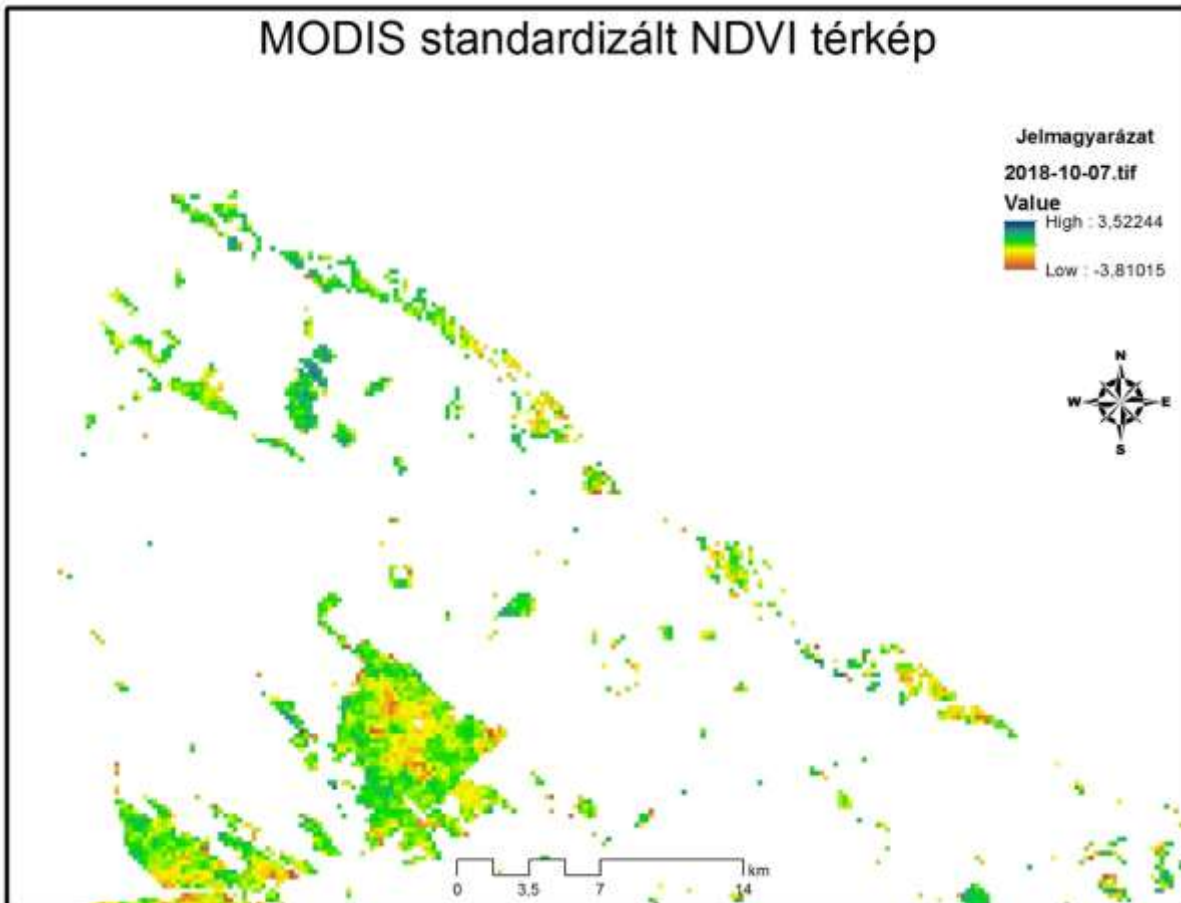 MODIS standardizált NDVI térkép
Jelmagyarázat
2018-10-07.tif
Value
High : 3,52244
Low : -3,81015
N
W E
S
km
0 3,5 7 14